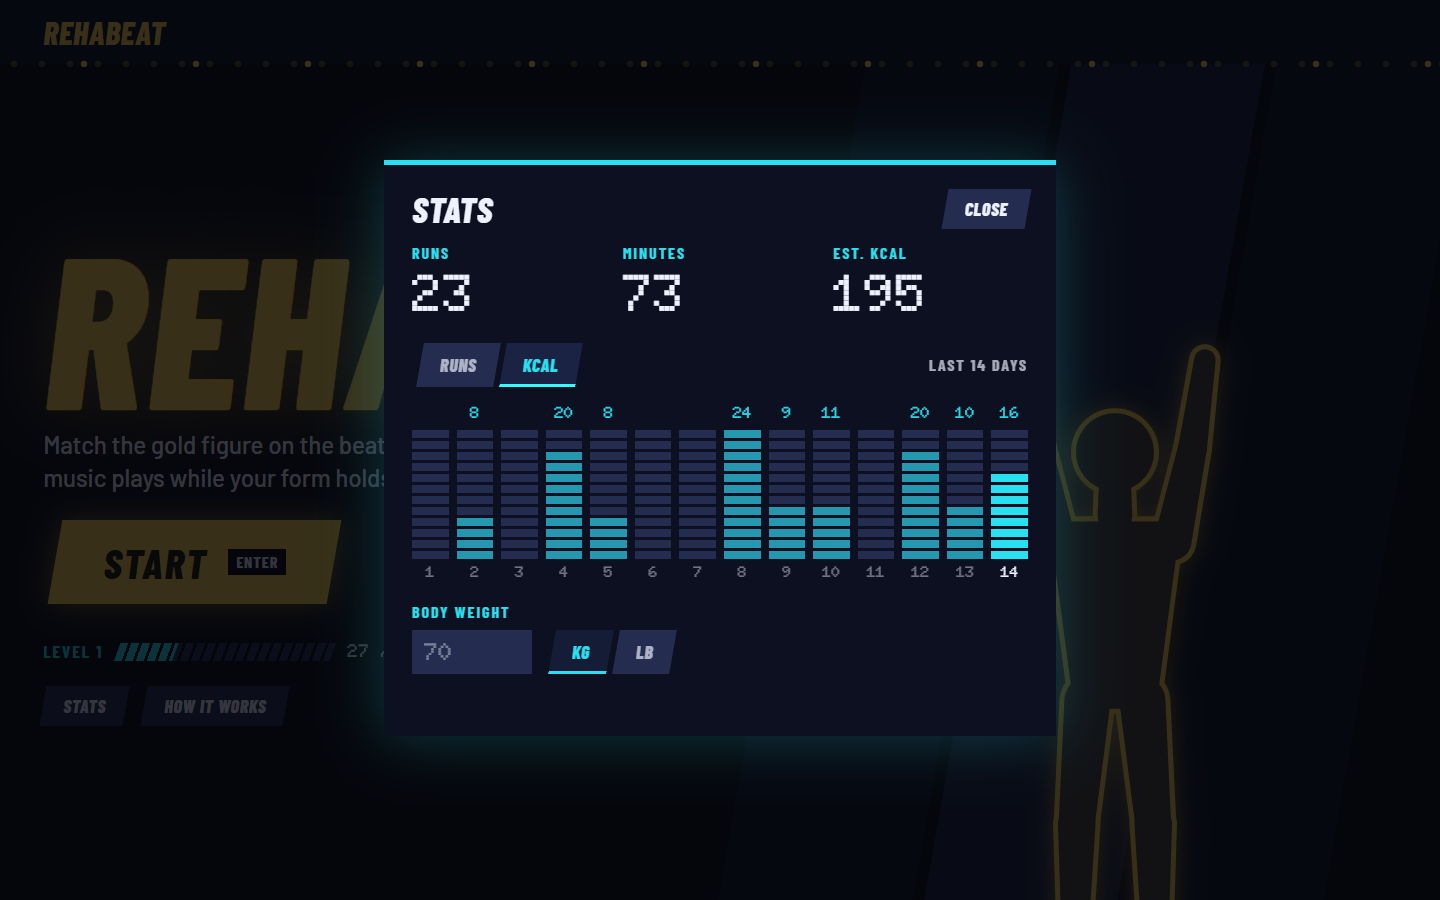 REHABEAT
STATS
CLOSE
RUNS MINUTES EST. KCAL
23 73 195
RUNS KCAL LAST 14 DAYS
8 20 8 24 9 11 20 10 16
1 2 3 4 5 6 7 8 9 10 11 12 13 14
BODY WEIGHT
70 KG LB
REHA
Match the gold figure on the beat
music plays while your form holds
START ENTER
LEVEL 1 27
STATS HOW IT WORKS